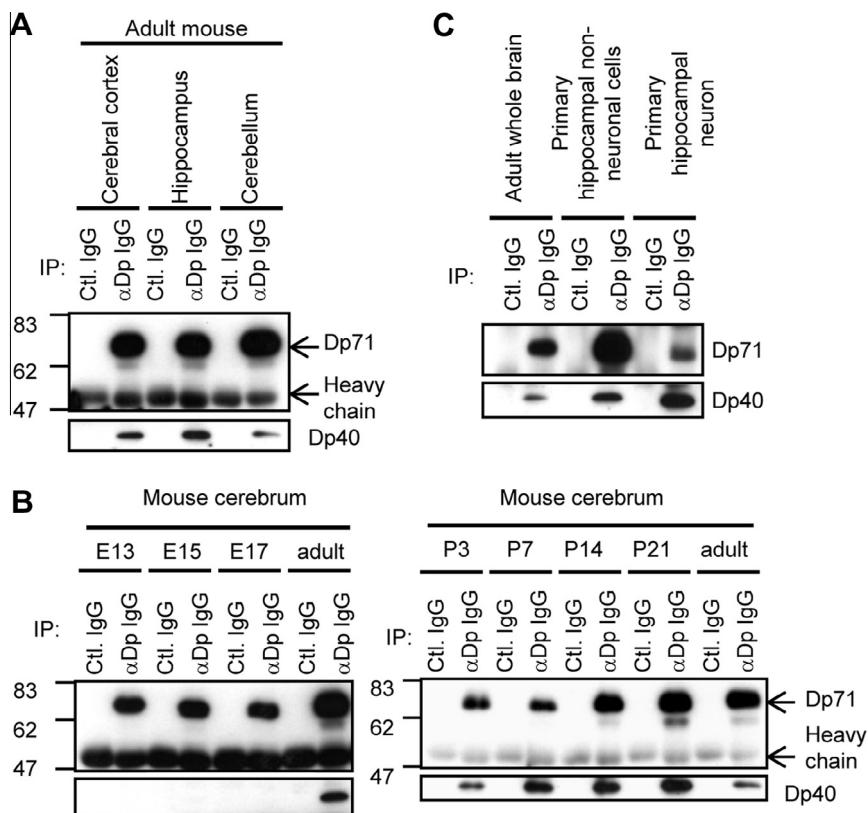 A
Adult mouse
Cerebral cortex
Hippocampus
Cerebellum
IP:
Ctl. IgG
αDp IgG
Ctl. IgG
αDp IgG
Ctl. IgG
αDp IgG
83
62
47
Dp71
Heavy
chain
Dp40
C
Adult whole brain
Primary
hippocampal non-
neuronal cells
Primary
hippocampal
neuron
Ctl. IgG
αDp IgG
Ctl. IgG
αDp IgG
Ctl. IgG
αDp IgG
Dp71
Dp40
B
Mouse cerebrum
E13 E15 E17 adult
IP:
Ctl. IgG
αDp IgG
Ctl. IgG
αDp IgG
Ctl. IgG
αDp IgG
Ctl. IgG
αDp IgG
83
62
47
Mouse cerebrum
P3 P7 P14 P21 adult
IP:
Ctl. IgG
αDp IgG
Ctl. IgG
αDp IgG
Ctl. IgG
αDp IgG
Ctl. IgG
αDp IgG
Ctl. IgG
αDp IgG
83
62
47
Dp71
Heavy
chain
Dp40